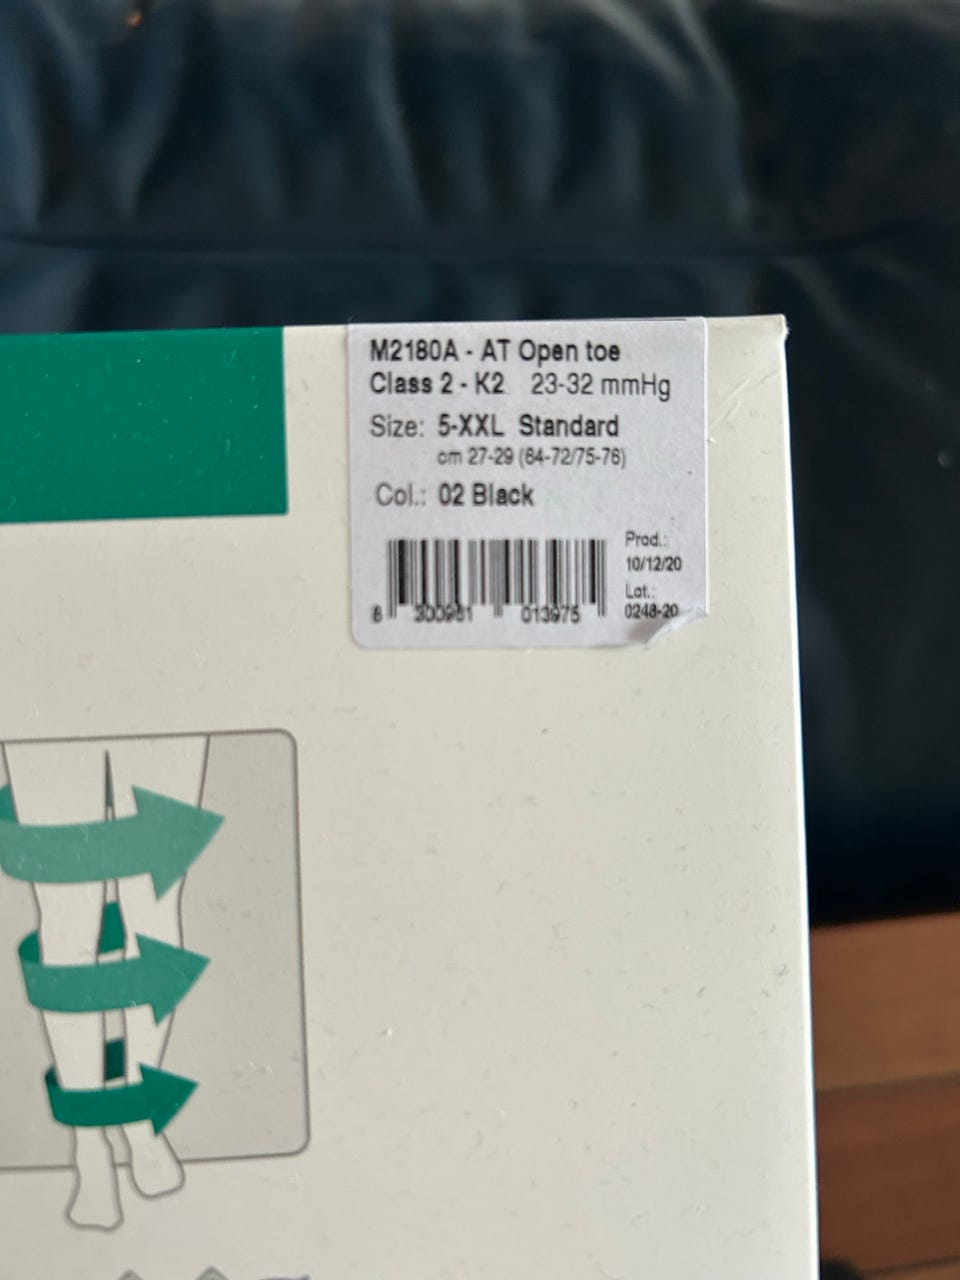 M2180A - AT Open toe
Class 2 - K2 23-32 mmHg
Size: 5-XXL Standard
cm 27-29 (64-72/75-76)
Col.: 02 Black
Prod.:
10/12/20
Lot.:
0248-20
8 300981 013975